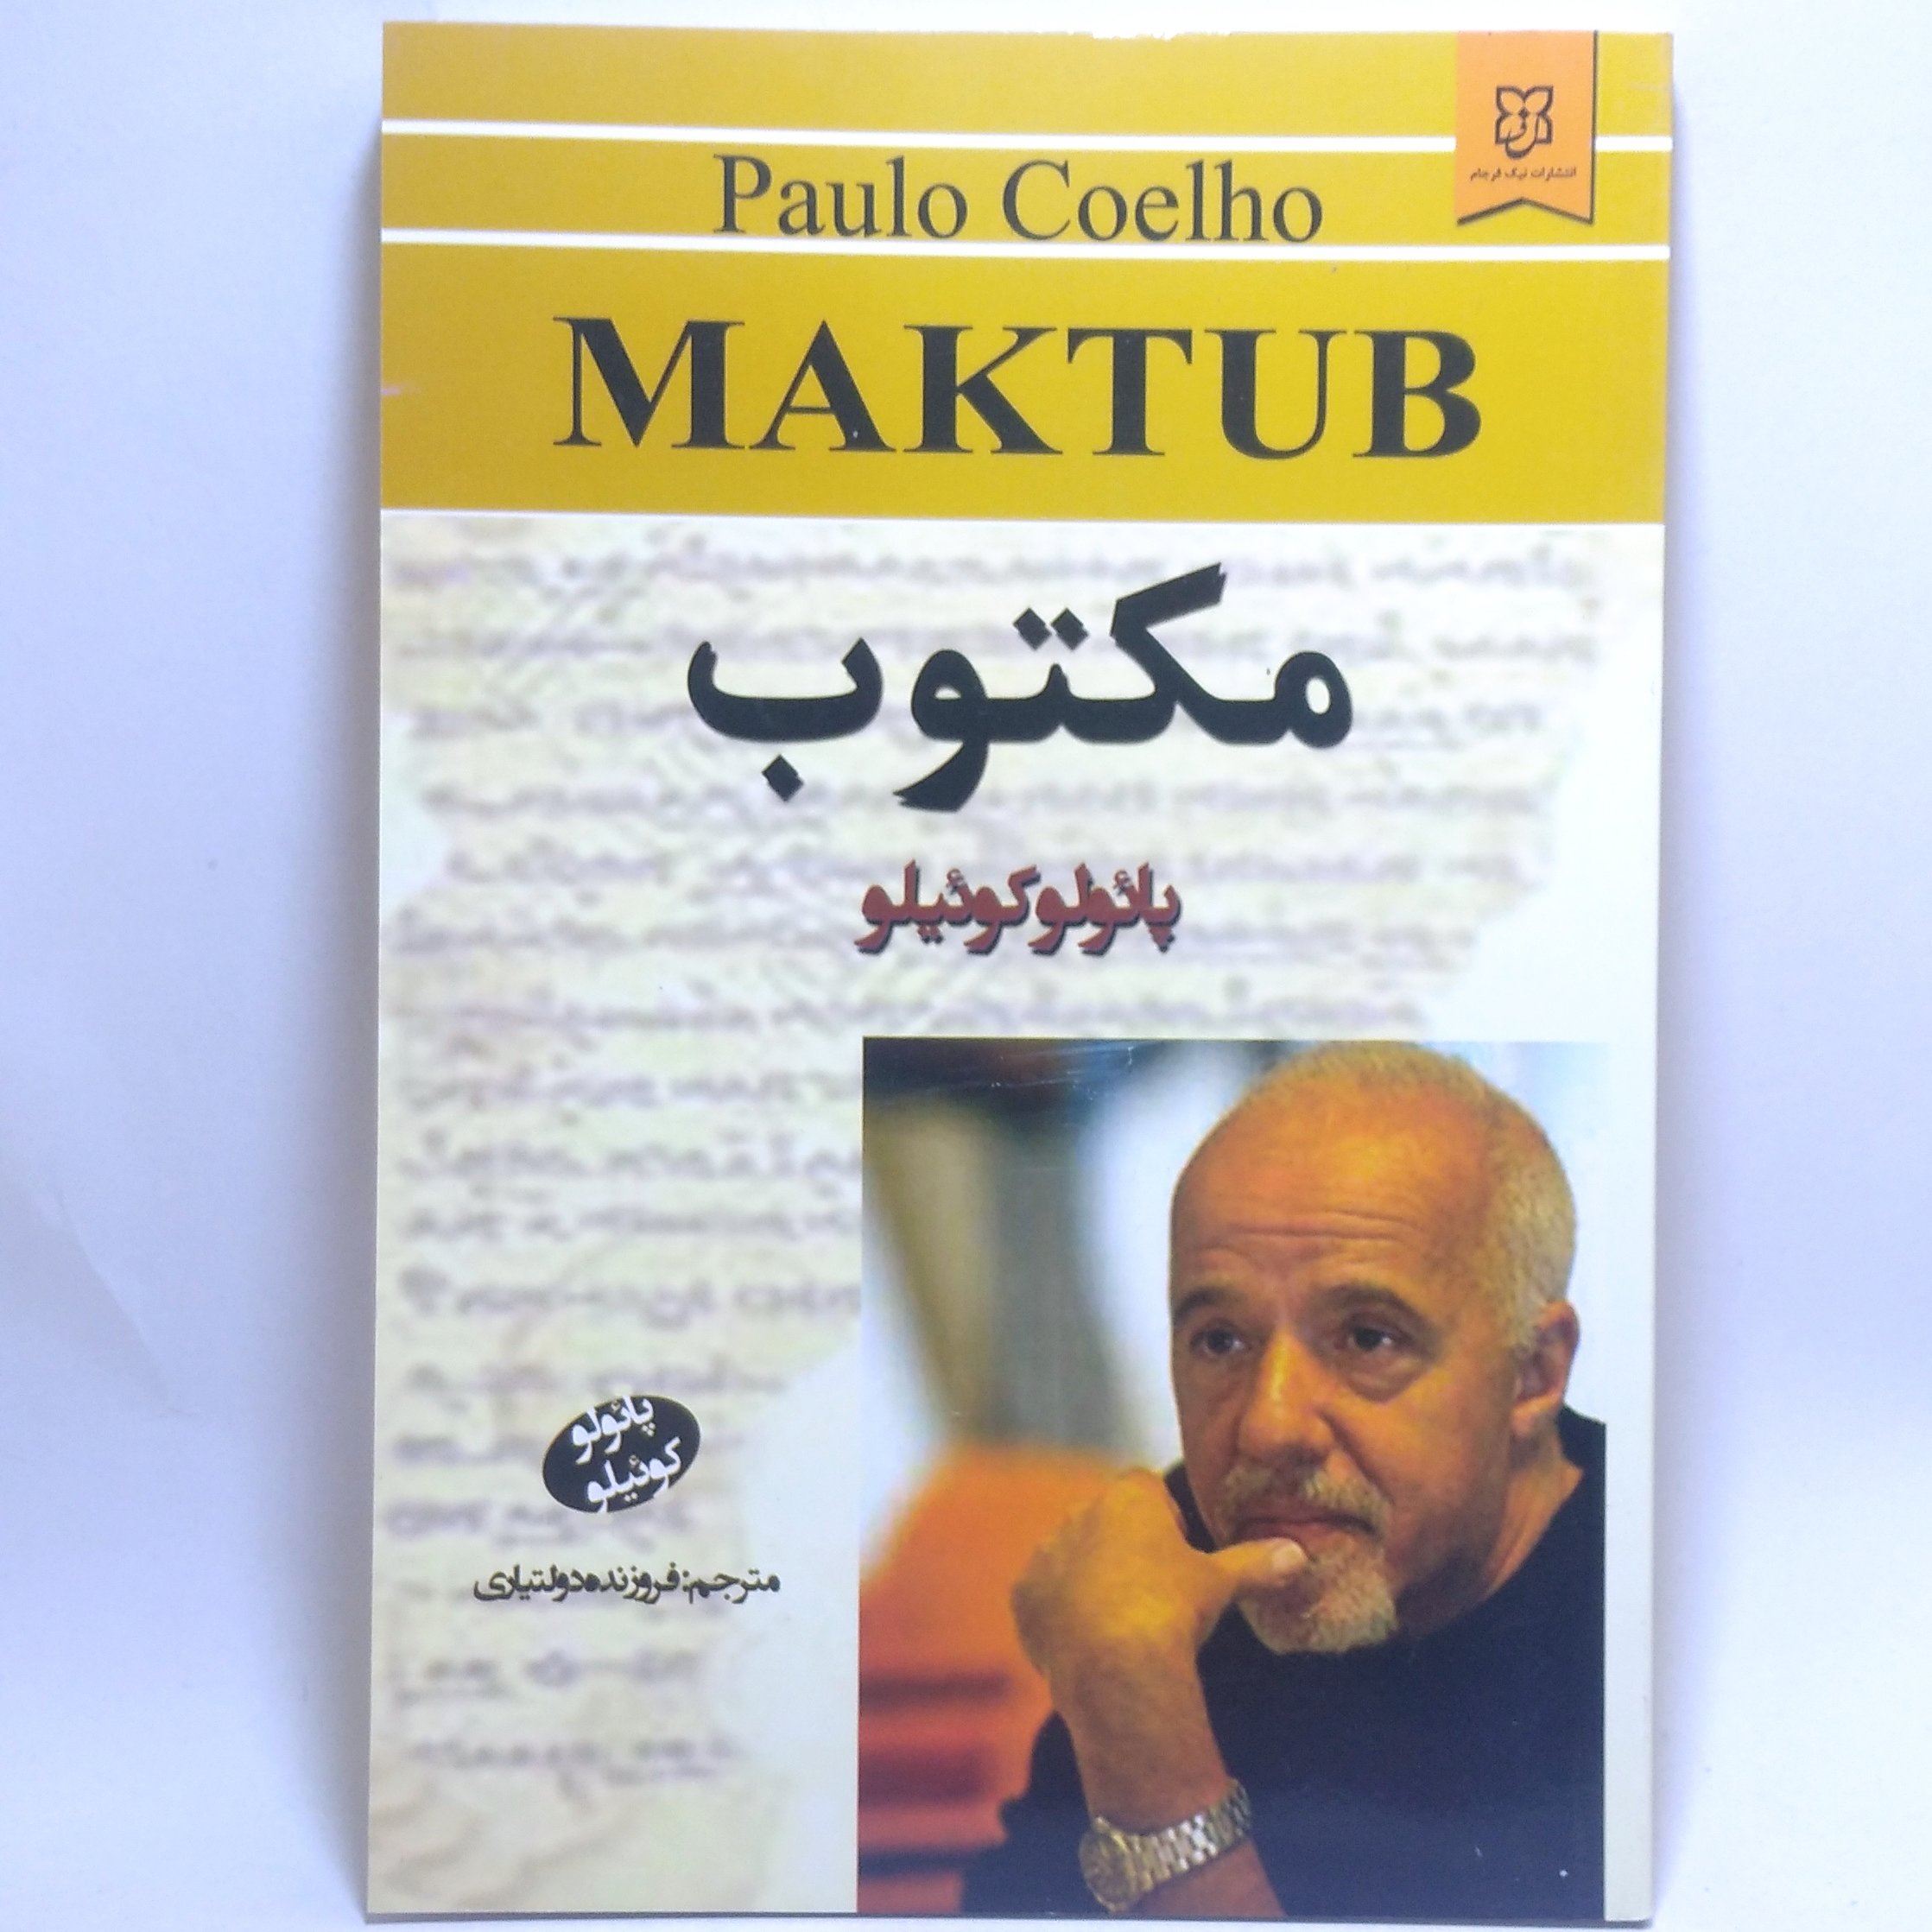 انتشارات نیک فرجام
Paulo Coelho
MAKTUB
مکتوب
پائولو کوئیلو
پائولو
کوئیلو
مترجم: فروزنده دولتیاری